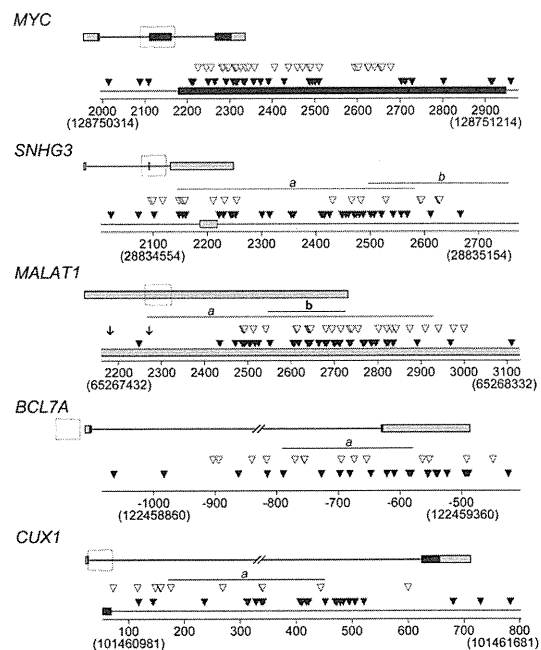 MYC
2000 2100 2200 2300 2400 2500 2600 2700 2800 2900
(128750314) (128751214)
SNHG3
b
a
2100 2200 2300 2400 2500 2600 2700
(28834554) (28835154)
MALAT1
a b
2200 2300 2400 2500 2600 2700 2800 2900 3000 3100
(65267432) (65268332)
BCL7A
a
-1000 -900 -800 -700 -600 -500
(122458860) (122459360)
CUX1
a
100 200 300 400 500 600 700 800
(101460981) (101461681)